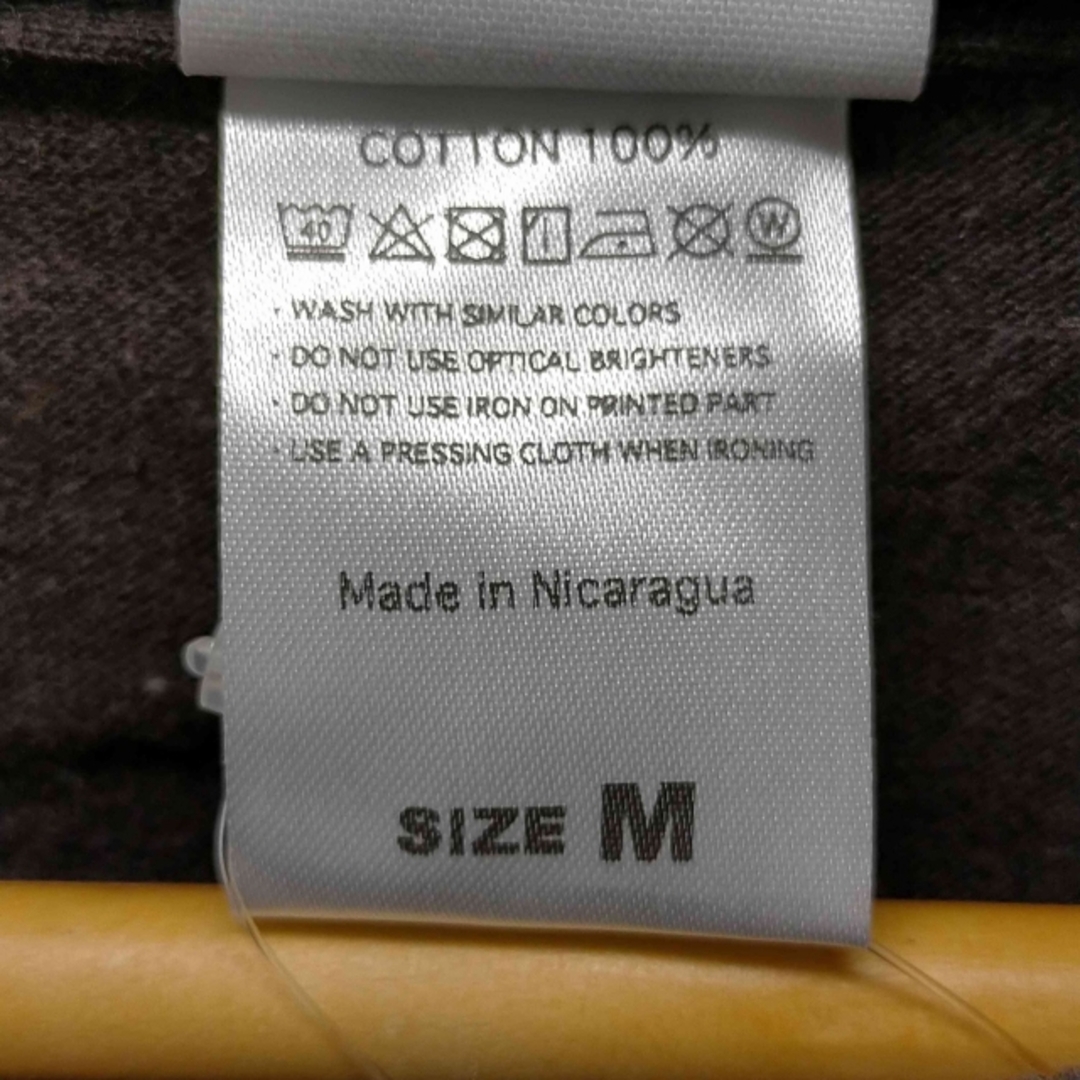 COTTON 100%
40 W
· WASH WITH SIMILAR COLORS
· DO NOT USE OPTICAL BRIGHTENERS
· DO NOT USE IRON ON PRINTED PART
· USE A PRESSING CLOTH WHEN IRONING
Made in Nicaragua
SIZE M